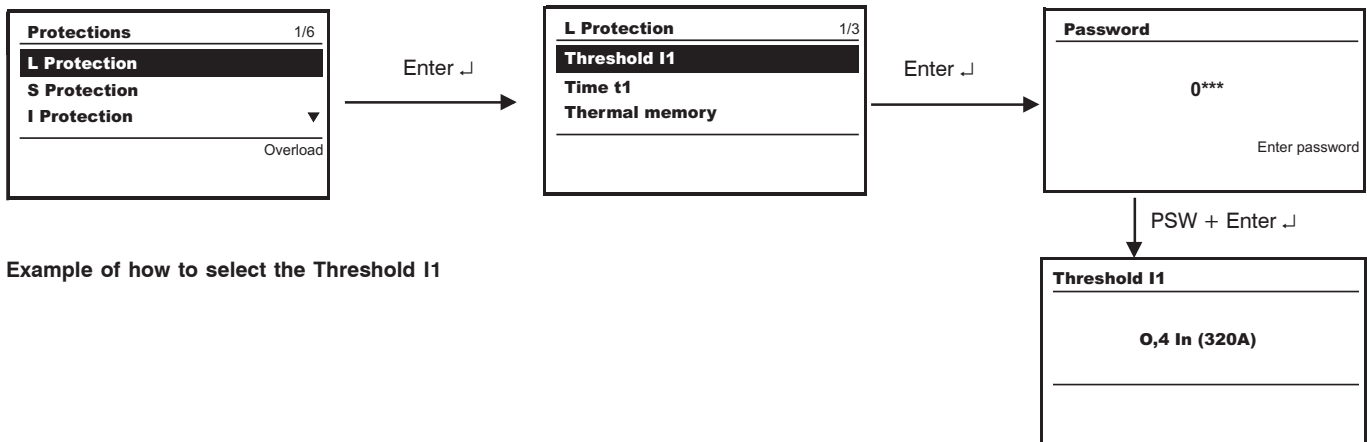 Protections 1/6
L Protection
S Protection
I Protection ▼
Overload
Enter ↵
L Protection 1/3
Threshold I1
Time t1
Thermal memory
Enter ↵
Password
0***
Enter password
PSW + Enter ↵
Example of how to select the Threshold I1
Threshold I1
O,4 In (320A)